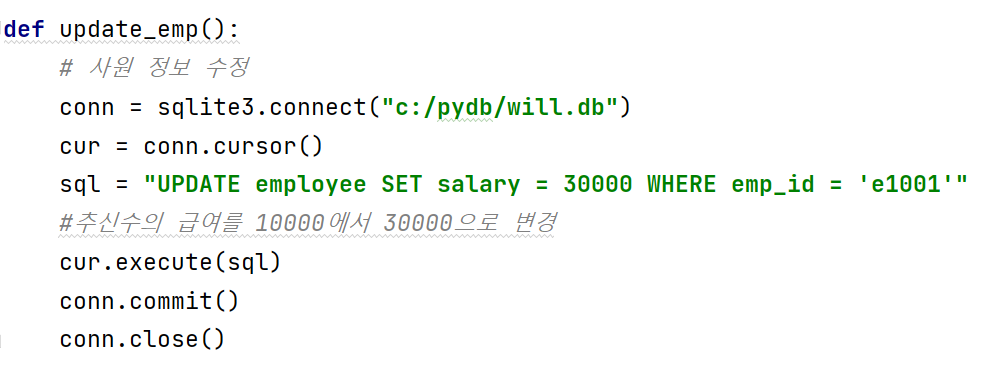 def update_emp():
    # 사원 정보 수정
    conn = sqlite3.connect("c:/pydb/will.db")
    cur = conn.cursor()
    sql = "UPDATE employee SET salary = 30000 WHERE emp_id = 'e1001'"
    #추신수의 급여를 10000에서 30000으로 변경
    cur.execute(sql)
    conn.commit()
    conn.close()